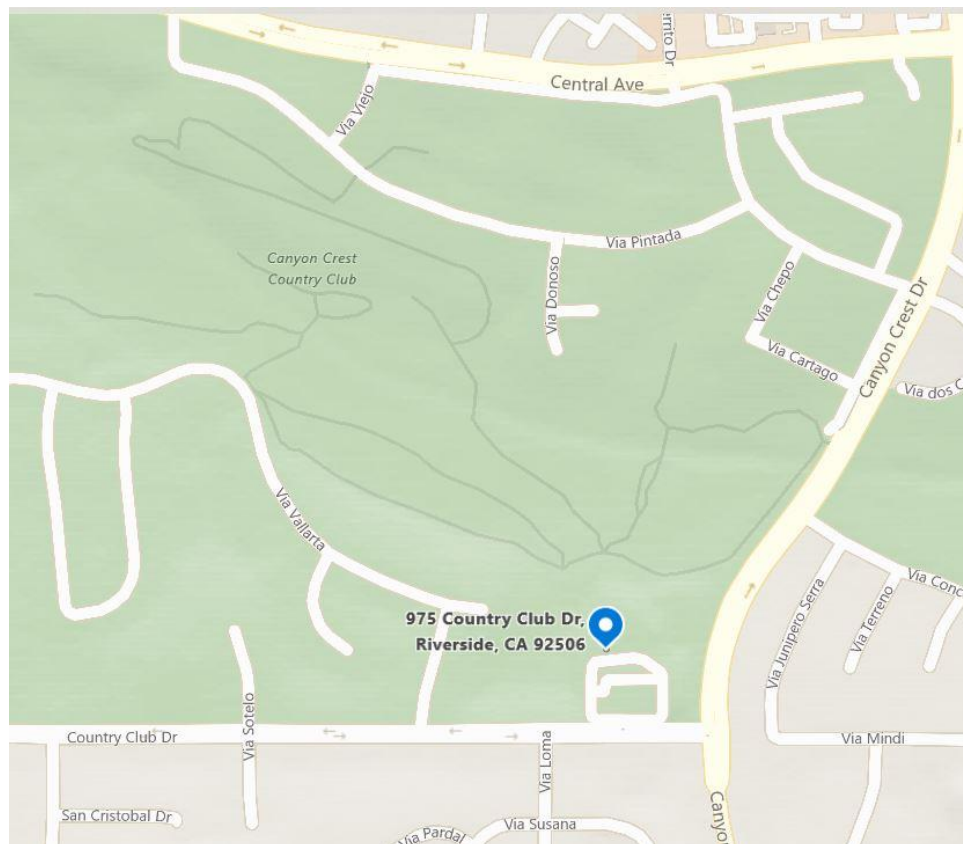 errito Dr
Central Ave
Via Viejo
Via Pintada
Canyon Crest
Country Club
Via Donoso
Via Chepo
Via Cartago
Canyon Crest Dr
Via dos C
Via Vallarta
Via Conc
Via Junipero Serra
Via Terreno
975 Country Club Dr,
Riverside, CA 92506
Via Sotelo
Country Club Dr
Via Loma
Via Mindi
San Cristobal Dr
Via Pardal
Via Susana
Canyo